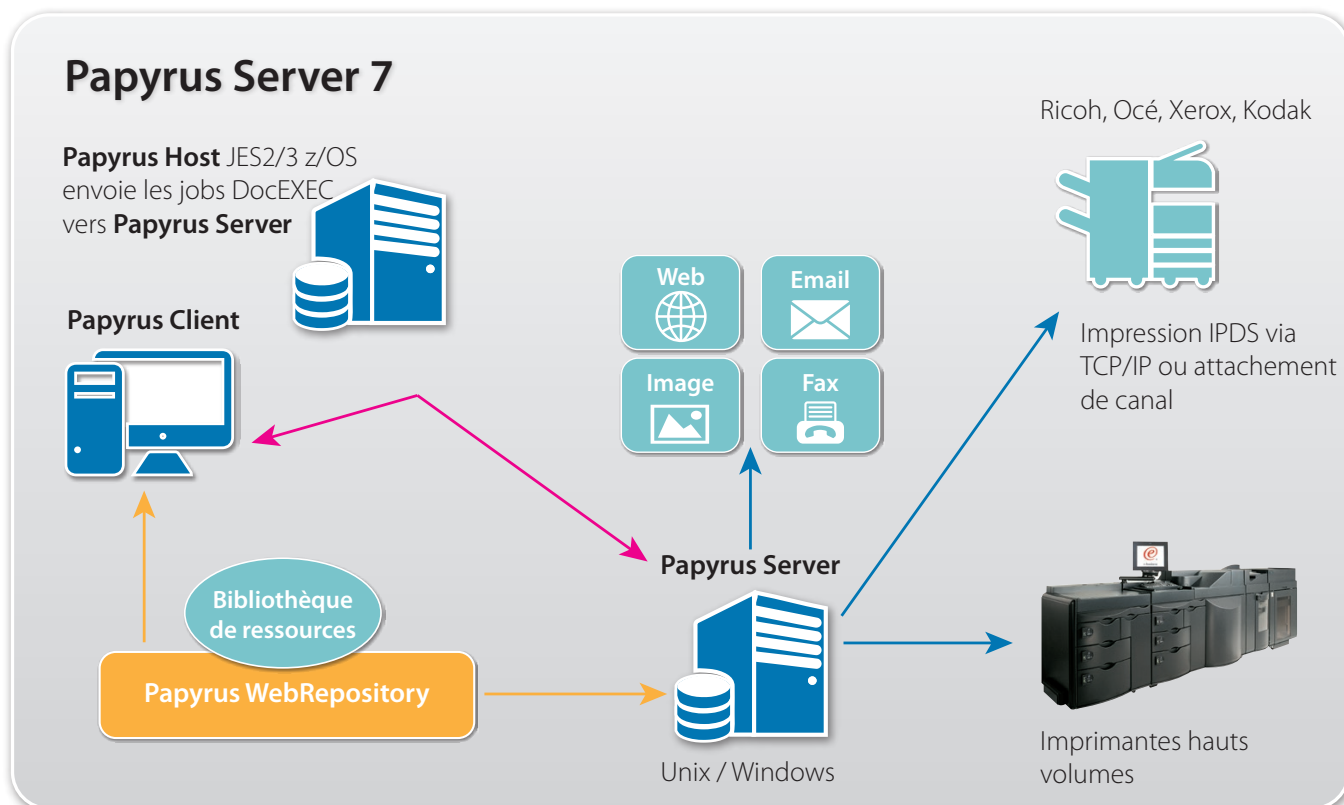 Papyrus Server 7
Papyrus Host JES2/3 z/OS
envoie les jobs DocEXEC
vers Papyrus Server
Papyrus Client
Bibliothèque
de ressources
Papyrus WebRepository
Web
Email
Image
Fax
Papyrus Server
Unix / Windows
Ricoh, Océ, Xerox, Kodak
Impression IPDS via
TCP/IP ou attachement
de canal
Imprimantes hauts
volumes